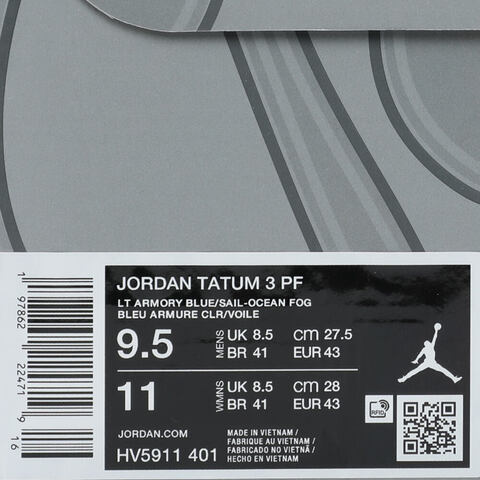 JORDAN TATUM 3 PF
LT ARMORY BLUE/SAIL-OCEAN FOG
BLEU ARMURE CLR/VOILE
9.5 MENS UK 8.5 CM 27.5
BR 41 EUR 43
11 WMNS UK 8.5 CM 28
BR 41 EUR 43
RFID
JORDAN.COM
HV5911 401
MADE IN VIETNAM /
FABRIQUE AU VIETNAM /
FABRICADO NO VIETNÃ /
HECHO EN VIETNAM
1 97862 22471 9 16